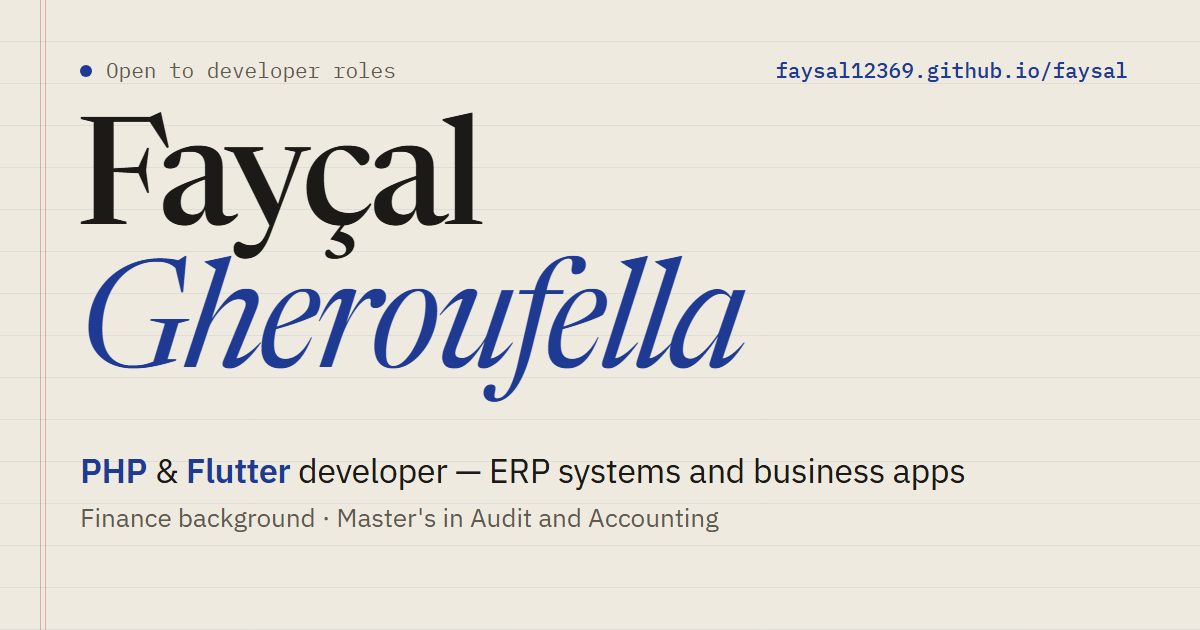 Open to developer roles
faysal12369.github.io/faysal
Fayçal
Gheroufella
PHP & Flutter developer — ERP systems and business apps
Finance background · Master's in Audit and Accounting